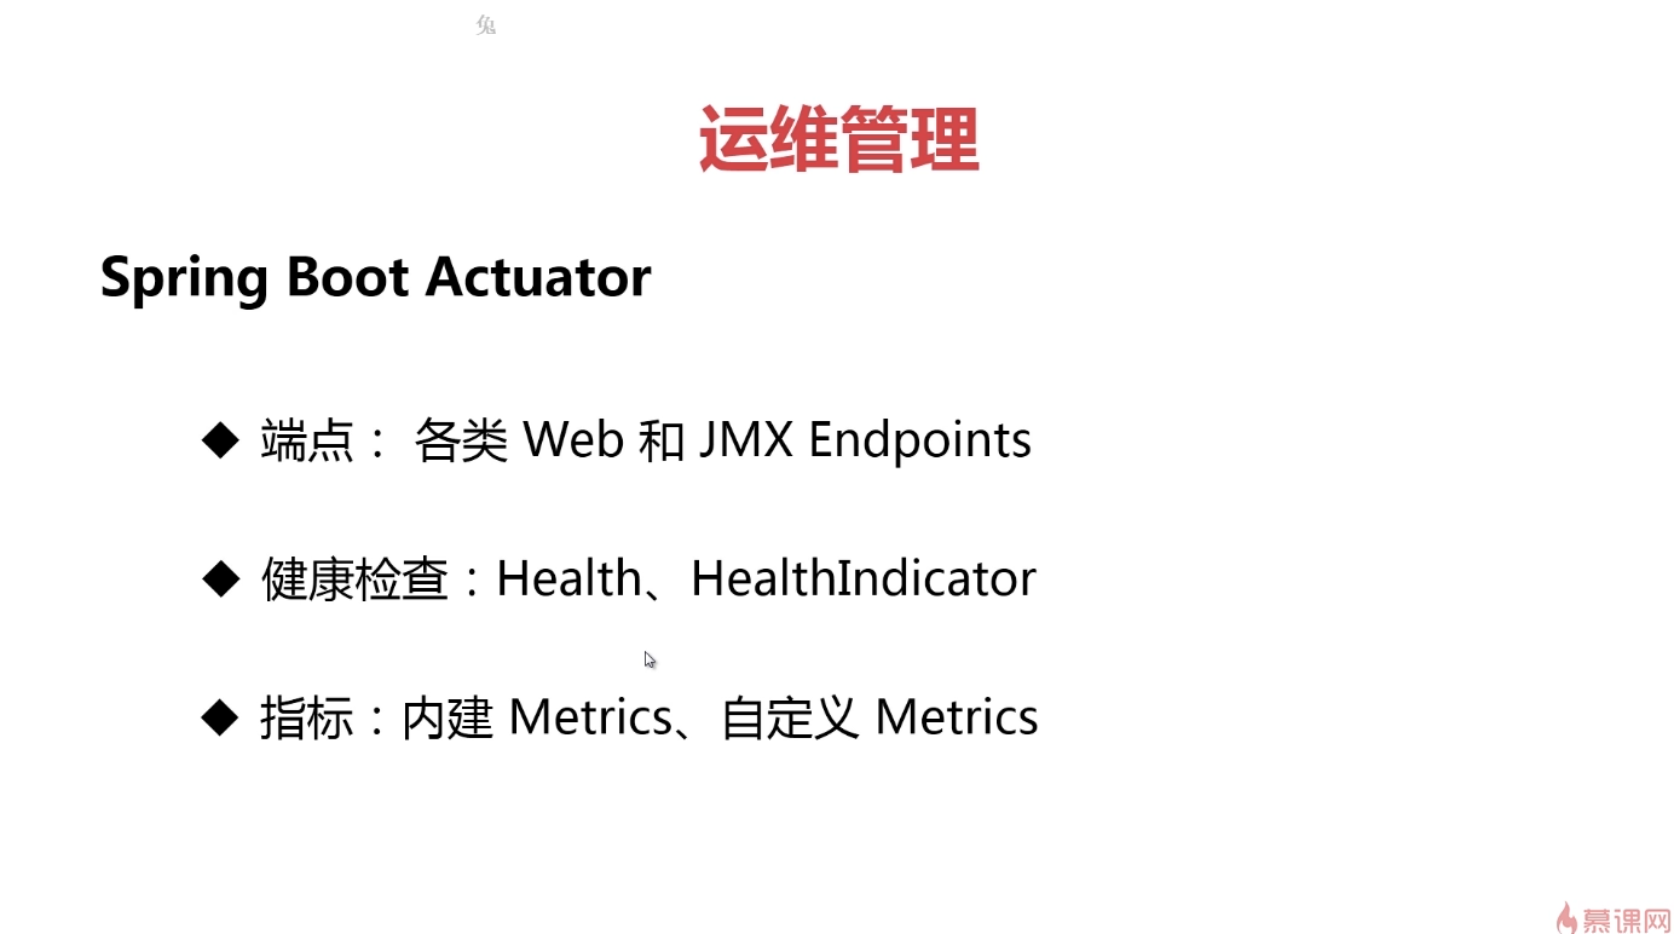 兔
运维管理
Spring Boot Actuator
◆ 端点： 各类 Web 和 JMX Endpoints
◆ 健康检查：Health、HealthIndicator
◆ 指标：内建 Metrics、自定义 Metrics
慕课网